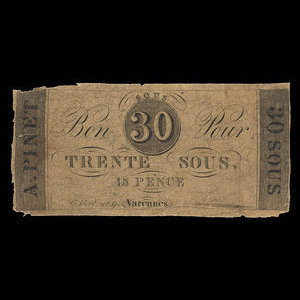 A. PINET
SOUS
Bon 30 Pour
TRENTE SOUS.
15 PENCE
Varennes
30 SOUS